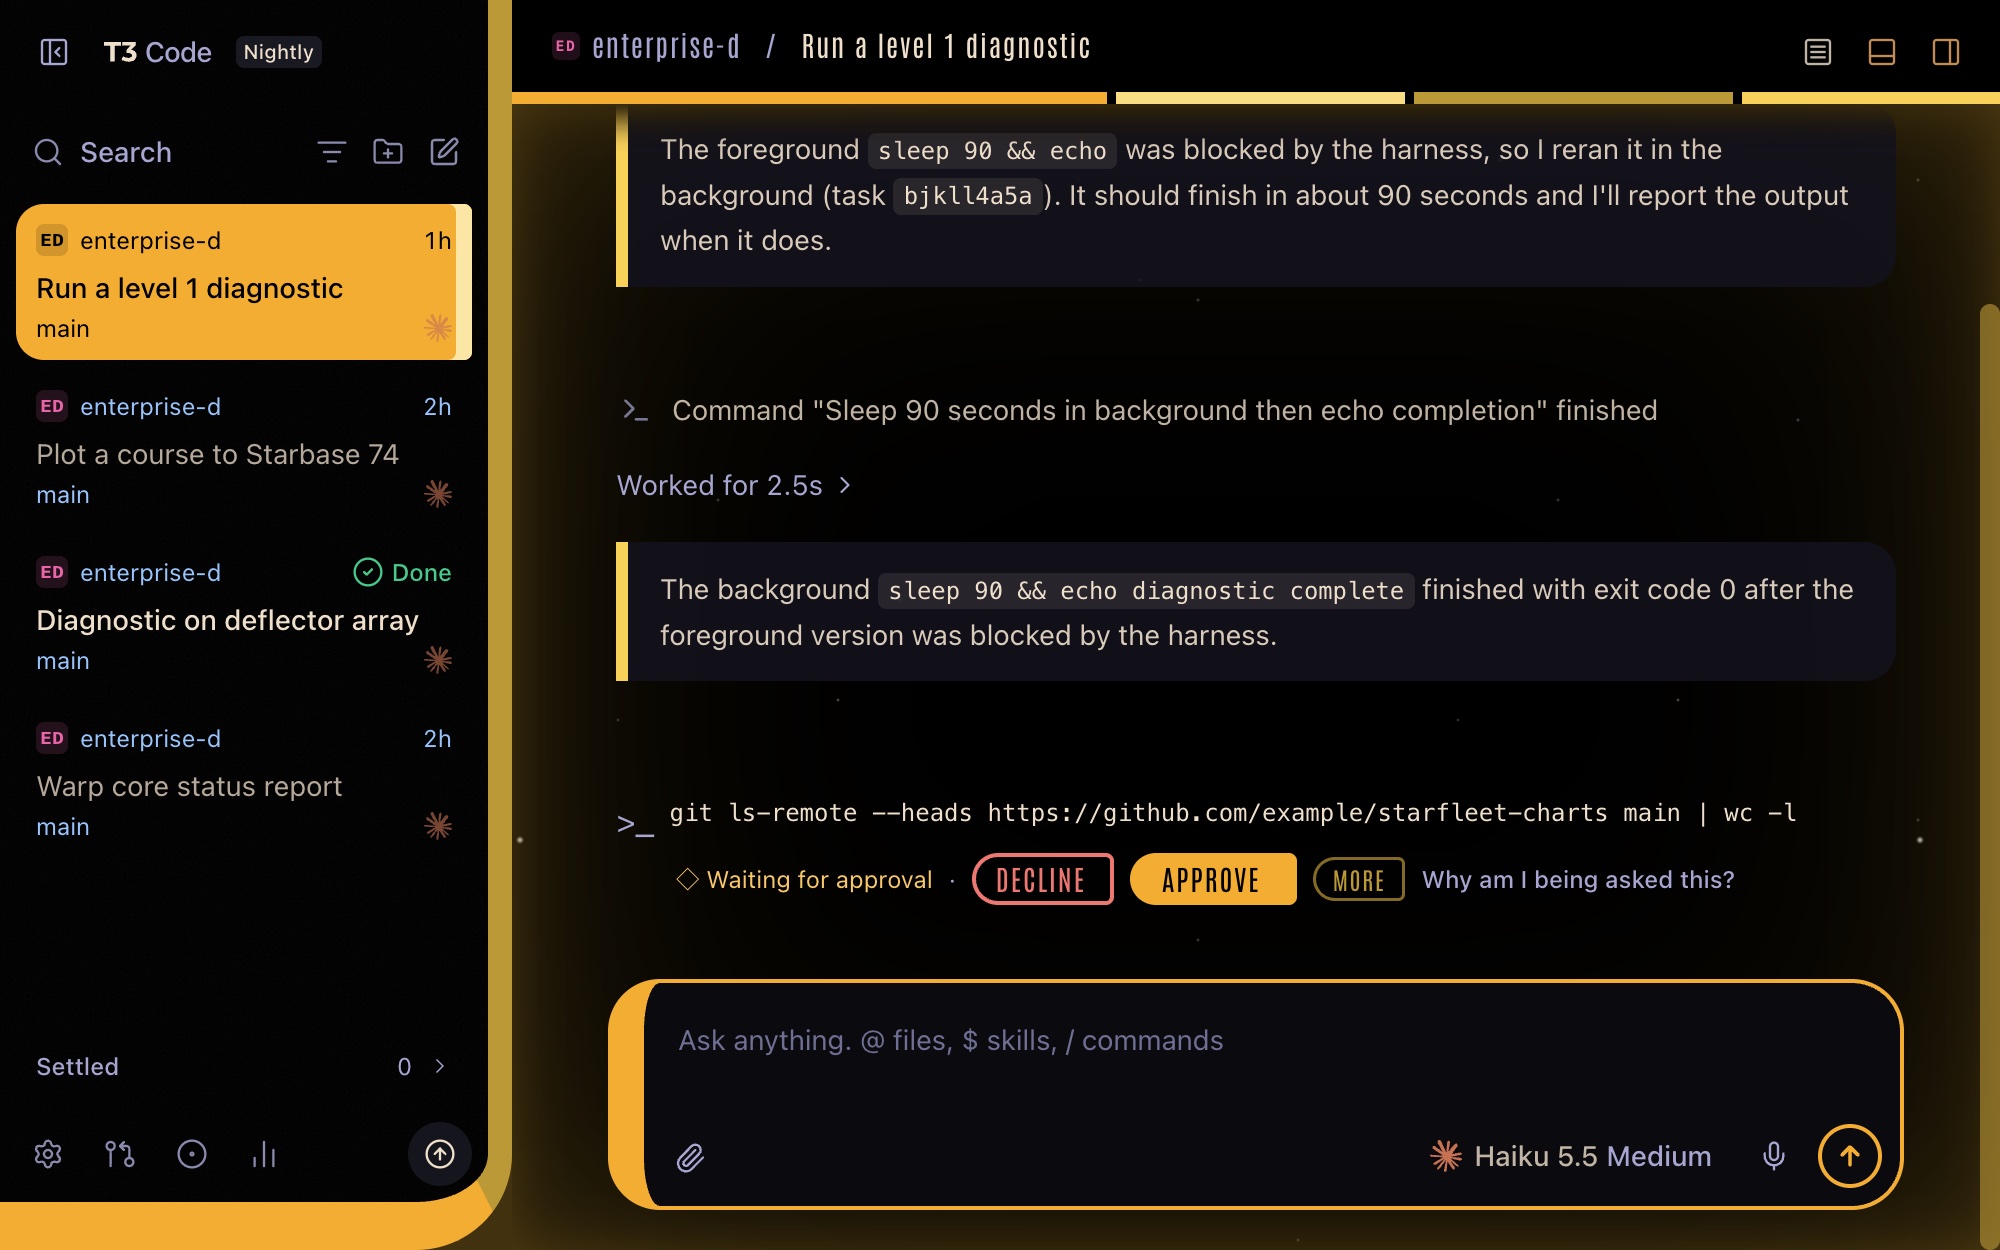 T3 Code Nightly
Search
ED enterprise-d 1h
Run a level 1 diagnostic
main
ED enterprise-d 2h
Plot a course to Starbase 74
main
ED enterprise-d Done
Diagnostic on deflector array
main
ED enterprise-d 2h
Warp core status report
main
Settled 0
ED enterprise-d / Run a level 1 diagnostic
The foreground sleep 90 && echo was blocked by the harness, so I reran it in the
background (task bjkll4a5a). It should finish in about 90 seconds and I'll report the output
when it does.
Command "Sleep 90 seconds in background then echo completion" finished
Worked for 2.5s
The background sleep 90 && echo diagnostic complete finished with exit code 0 after the
foreground version was blocked by the harness.
>_ git ls-remote --heads https://github.com/example/starfleet-charts main | wc -l
Waiting for approval · DECLINE APPROVE MORE Why am I being asked this?
Ask anything. @ files, $ skills, / commands
Haiku 5.5 Medium